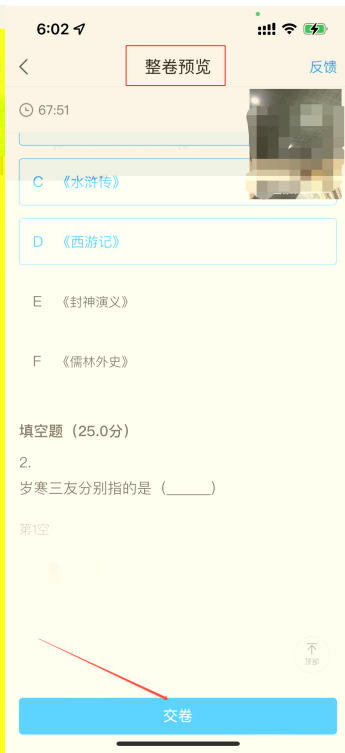 6:02
整卷预览
反馈
67:51
C 《水浒传》
D 《西游记》
E 《封神演义》
F 《儒林外史》
填空题（25.0分）
2.
岁寒三友分别指的是（______）
第1空
顶部
交卷